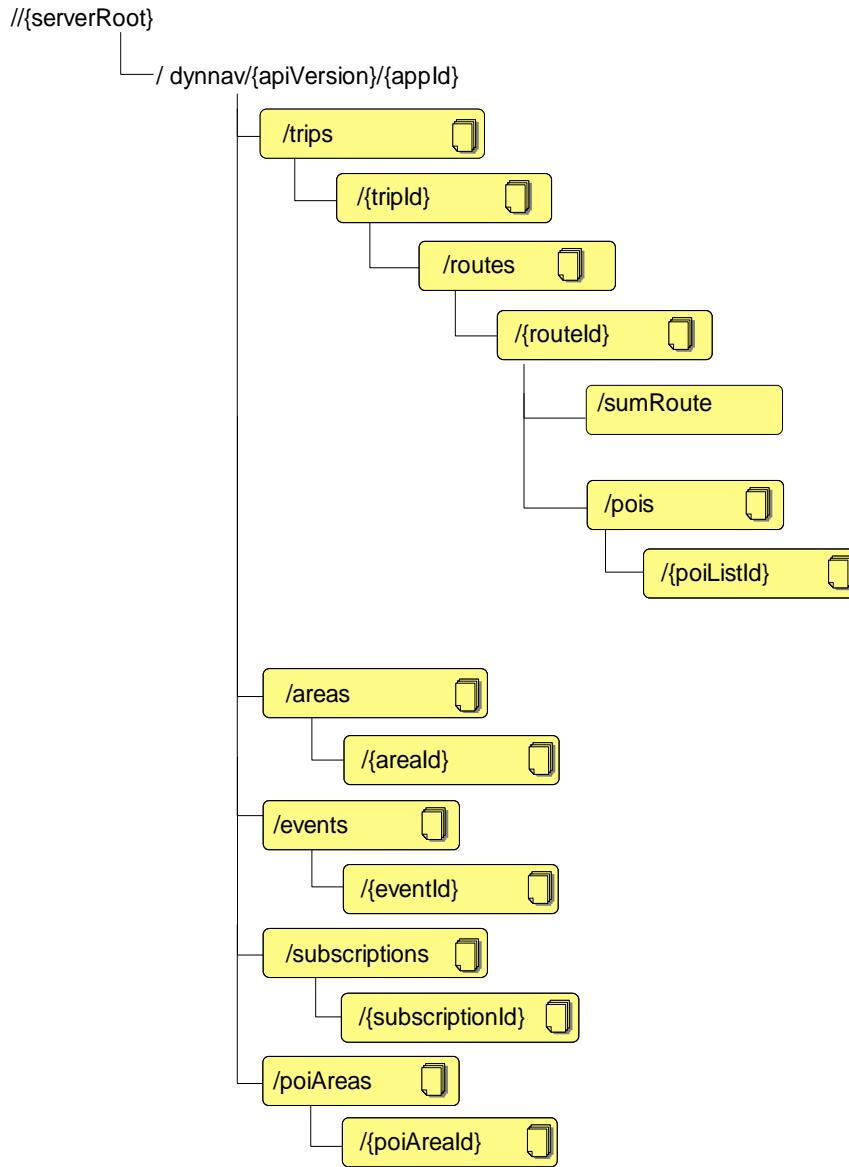 //{serverRoot}
/ dynnav/{apiVersion}/{appId}
/trips
/{tripId}
/routes
/{routeId}
/sumRoute
/pois
/{poiListId}
/areas
/{areaId}
/events
/{eventId}
/subscriptions
/{subscriptionId}
/poiAreas
/{poiAreaId}